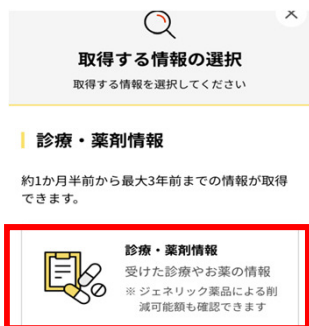 取得する情報の選択
取得する情報を選択してください
診療・薬剤情報
約1か月半前から最大3年前までの情報が取得
できます。
診療・薬剤情報
受けた診療やお薬の情報
※ ジェネリック薬品による削
減可能額も確認できます